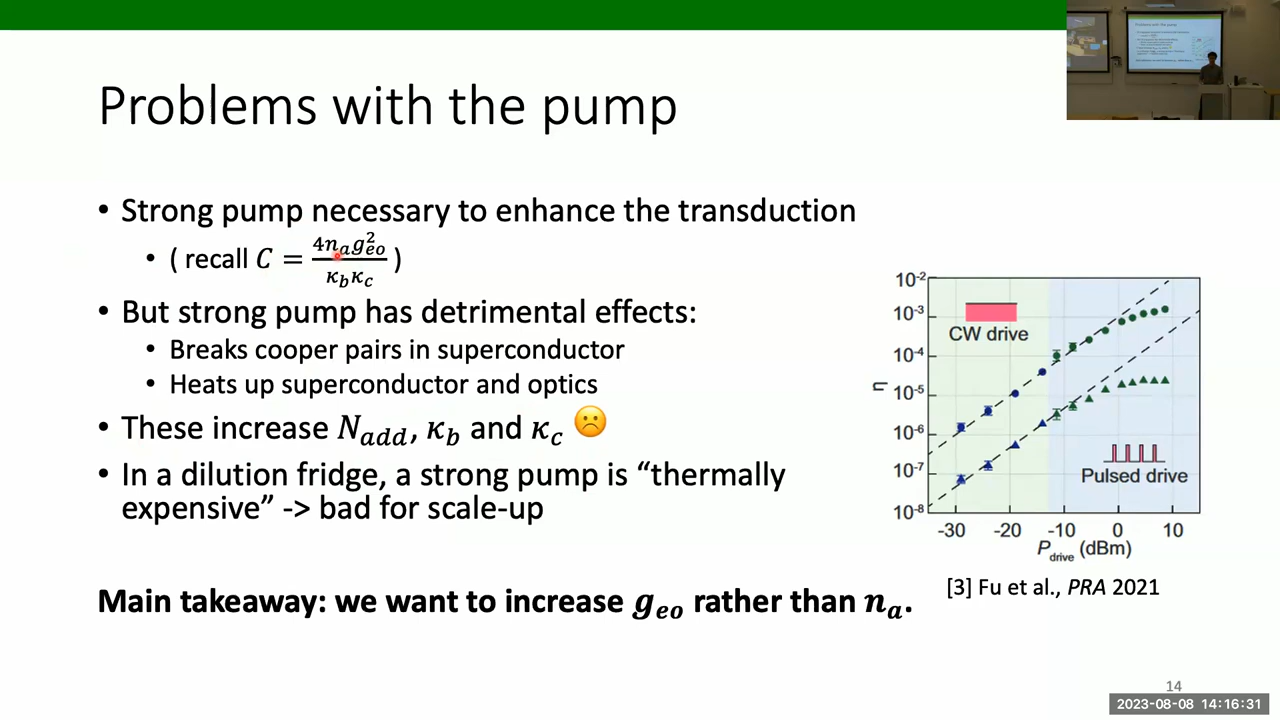 Problems with the pump
• Strong pump necessary to enhance the transduction
• ( recall C = 4n_a g_eo^2 / κ_b κ_c )
• But strong pump has detrimental effects:
• Breaks cooper pairs in superconductor
• Heats up superconductor and optics
• These increase N_add, κ_b and κ_c ☹️
• In a dilution fridge, a strong pump is “thermally
expensive” -> bad for scale-up
Main takeaway: we want to increase g_eo rather than n_a.
10^-2
10^-3
10^-4
10^-5
10^-6
10^-7
10^-8
η
CW drive
Pulsed drive
-30 -20 -10 0 10
P_drive (dBm)
[3] Fu et al., PRA 2021
14
2023-08-08 14:16:31